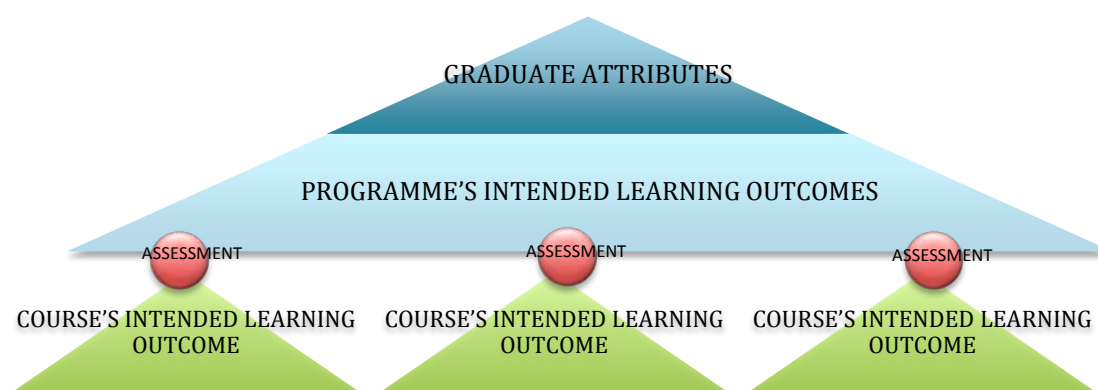 GRADUATE ATTRIBUTES
PROGRAMME’S INTENDED LEARNING OUTCOMES
ASSESSMENT
ASSESSMENT
ASSESSMENT
COURSE’S INTENDED LEARNING
OUTCOME
COURSE’S INTENDED LEARNING
OUTCOME
COURSE’S INTENDED LEARNING
OUTCOME